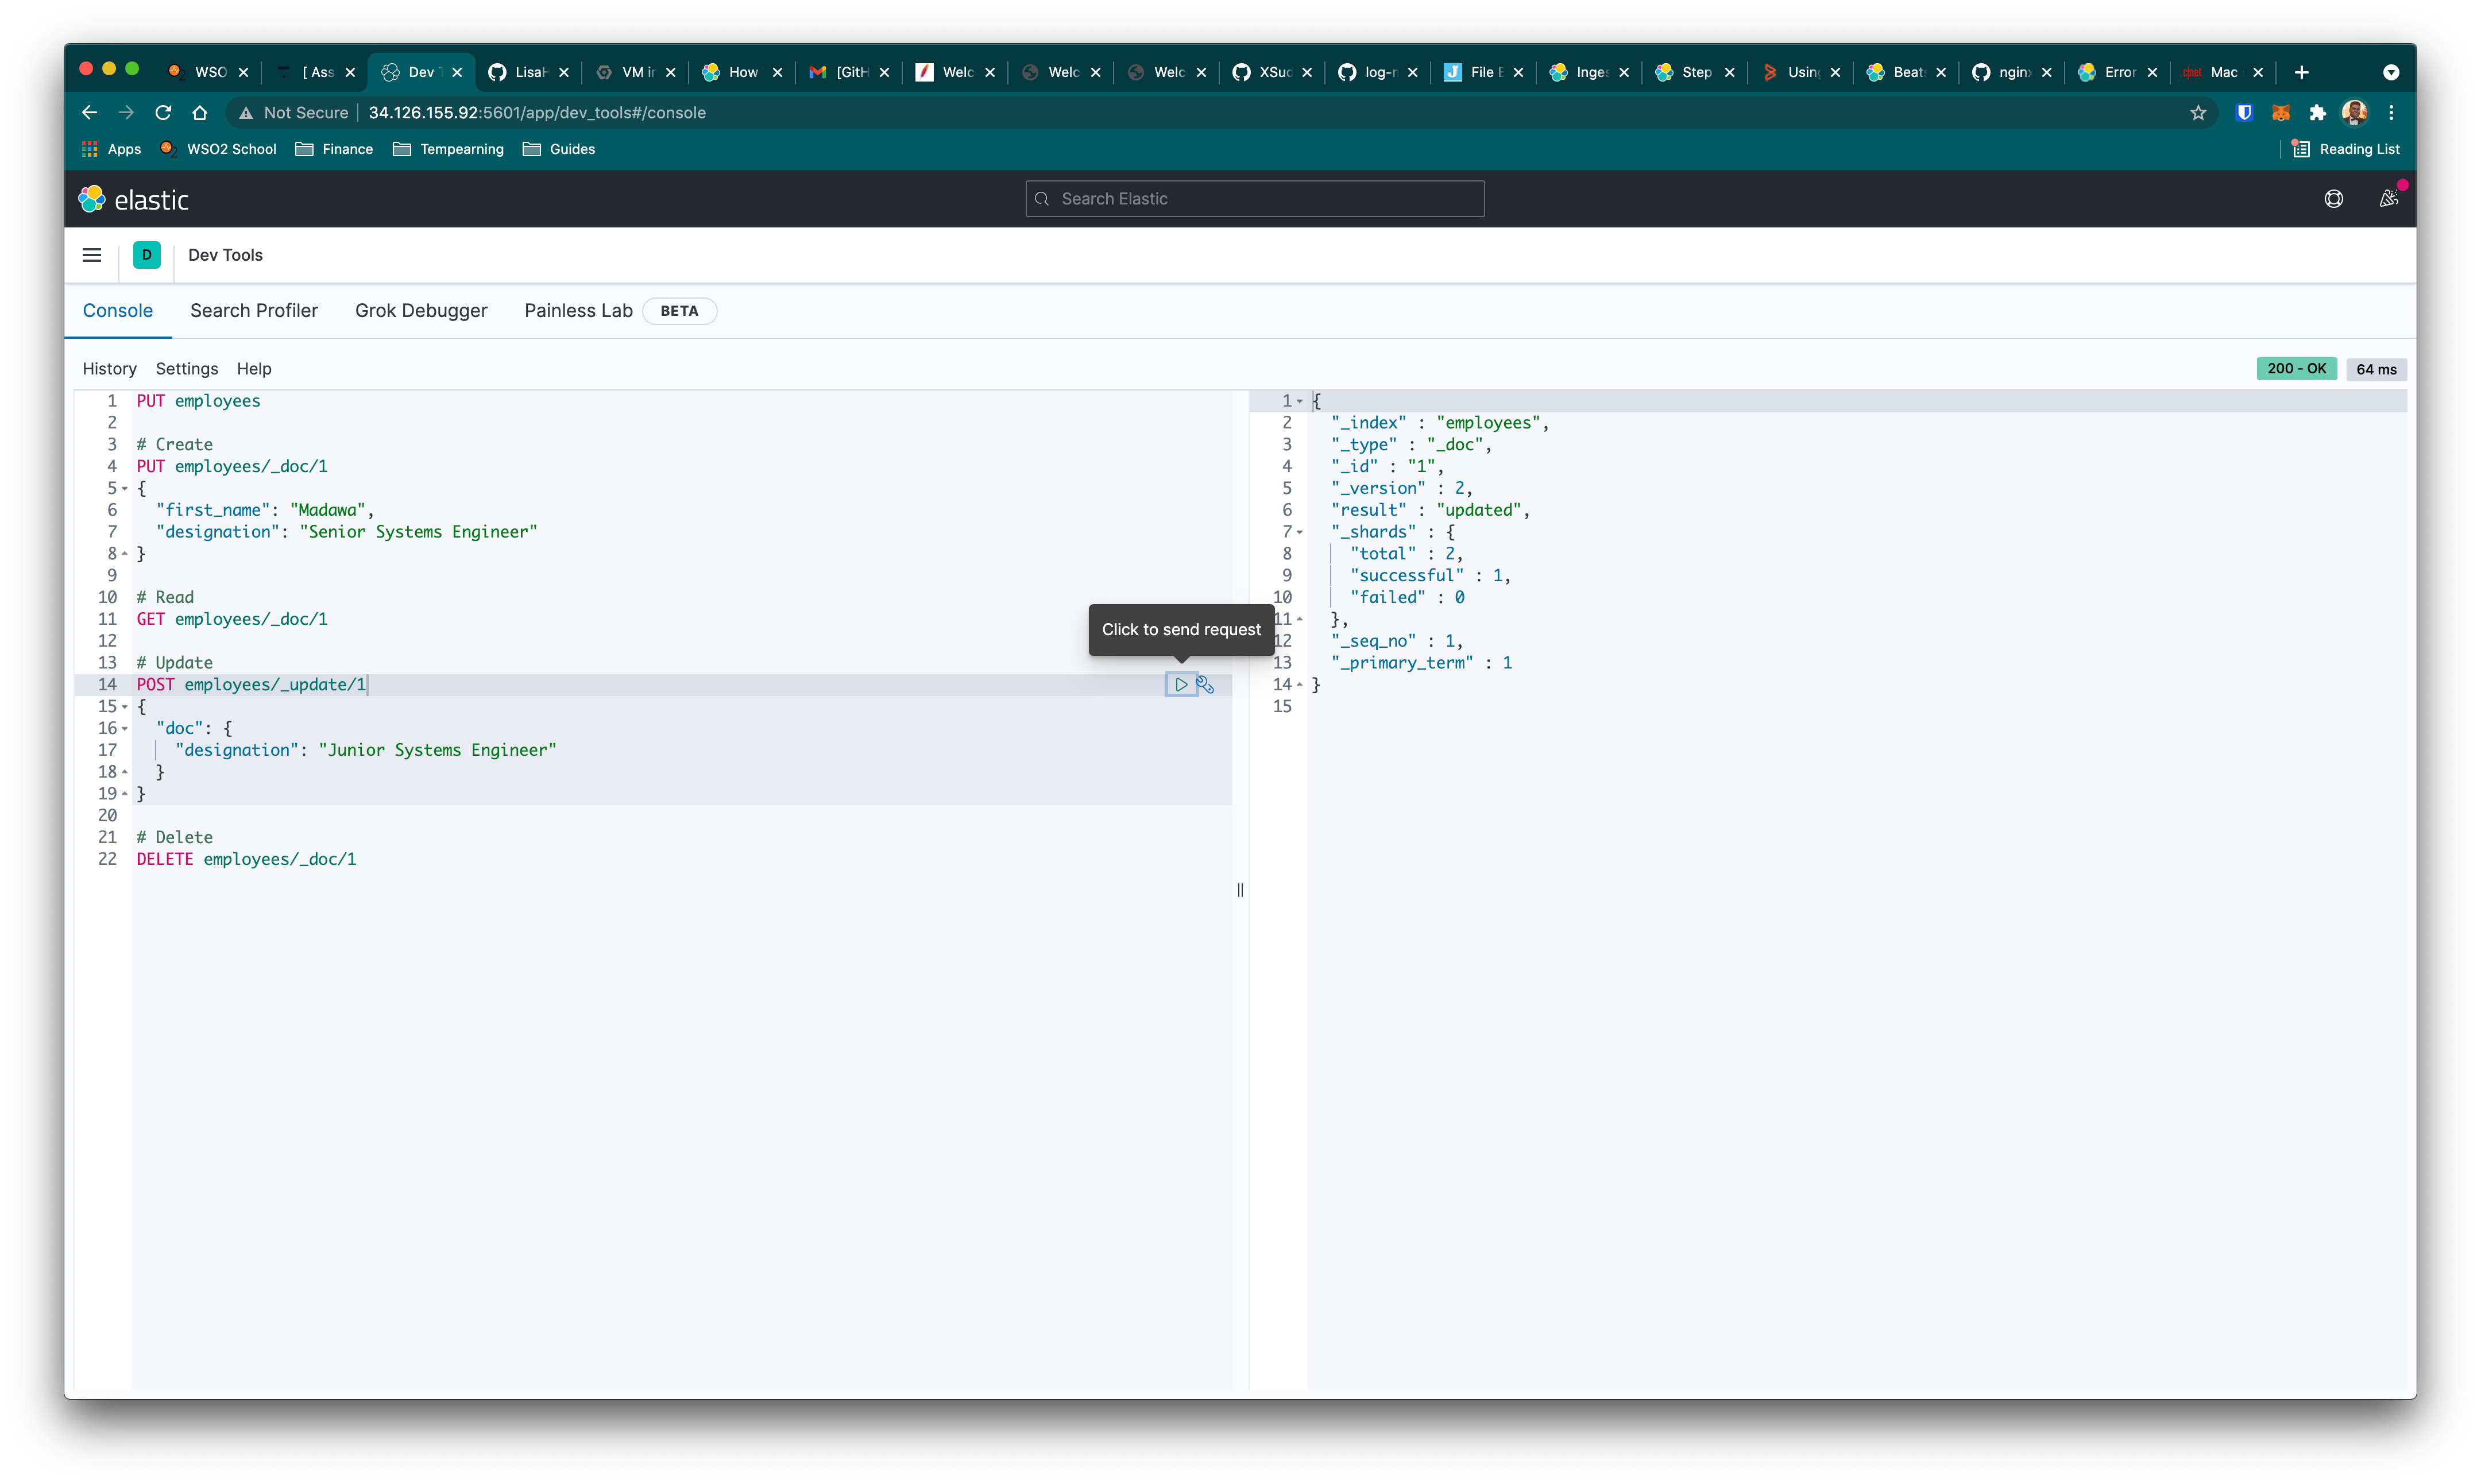 WSO
[ Ass
Dev T
LisaH
VM in
How
[GitH
Welc
Welc
Welc
XSuc
log-m
File B
Inges
Step
Using
Beats
nginx
Error
cnet Mac
Not Secure 34.126.155.92:5601/app/dev_tools#/console
Apps WSO2 School Finance Tempearning Guides Reading List
elastic Search Elastic
D Dev Tools
Console Search Profiler Grok Debugger Painless Lab BETA
History Settings Help 200 - OK 64 ms
1 PUT employees
2
3 # Create
4 PUT employees/_doc/1
5 {
6 "first_name": "Madawa",
7 "designation": "Senior Systems Engineer"
8 }
9
10 # Read
11 GET employees/_doc/1
12
13 # Update
14 POST employees/_update/1
15 {
16 "doc": {
17 "designation": "Junior Systems Engineer"
18 }
19 }
20
21 # Delete
22 DELETE employees/_doc/1
Click to send request
1 {
2 "_index" : "employees",
3 "_type" : "_doc",
4 "_id" : "1",
5 "_version" : 2,
6 "result" : "updated",
7 "_shards" : {
8 "total" : 2,
9 "successful" : 1,
10 "failed" : 0
11 },
12 "_seq_no" : 1,
13 "_primary_term" : 1
14 }
15